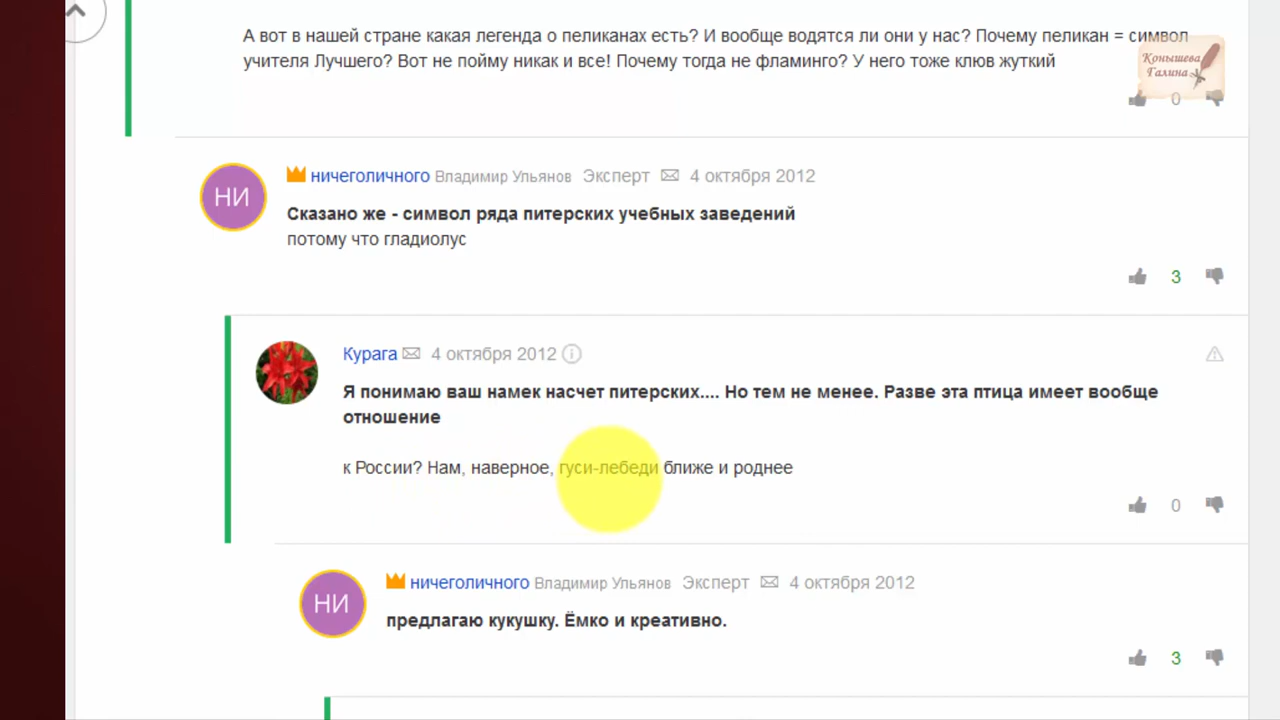 А вот в нашей стране какая легенда о пеликанах есть? И вообще водятся ли они у нас? Почему пеликан = символ
учителя Лучшего? Вот не пойму никак и все! Почему тогда не фламинго? У него тоже клюв жуткий
Конышева
Галина
0
НИ
ничеголичного Владимир Ульянов Эксперт 4 октября 2012
Сказано же - символ ряда питерских учебных заведений
потому что гладиолус
3
Курага 4 октября 2012
Я понимаю ваш намек насчет питерских.... Но тем не менее. Разве эта птица имеет вообще
отношение
к России? Нам, наверное, гуси-лебеди ближе и роднее
0
НИ
ничеголичного Владимир Ульянов Эксперт 4 октября 2012
предлагаю кукушку. Ёмко и креативно.
3